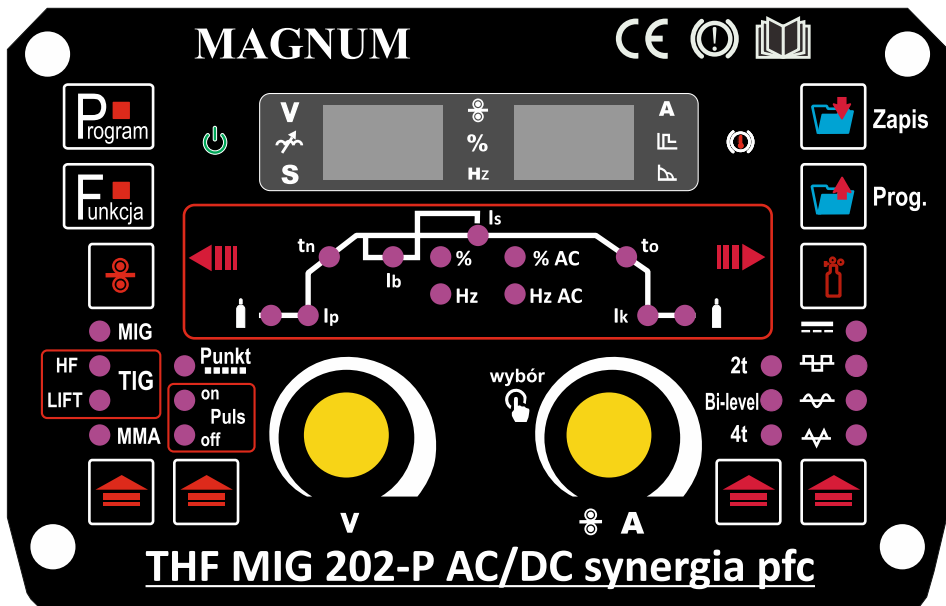 MAGNUM
CE
Program
V
A
%
S
Hz
Zapis
Funkcja
Prog.
Is
tn
to
Ib
% % AC
Hz Hz AC
Ip
Ik
MIG
HF
TIG
LIFT
MMA
Punkt
on
Puls
off
wybór
2t
Bi-level
4t
V
A
THF MIG 202-P AC/DC synergia pfc